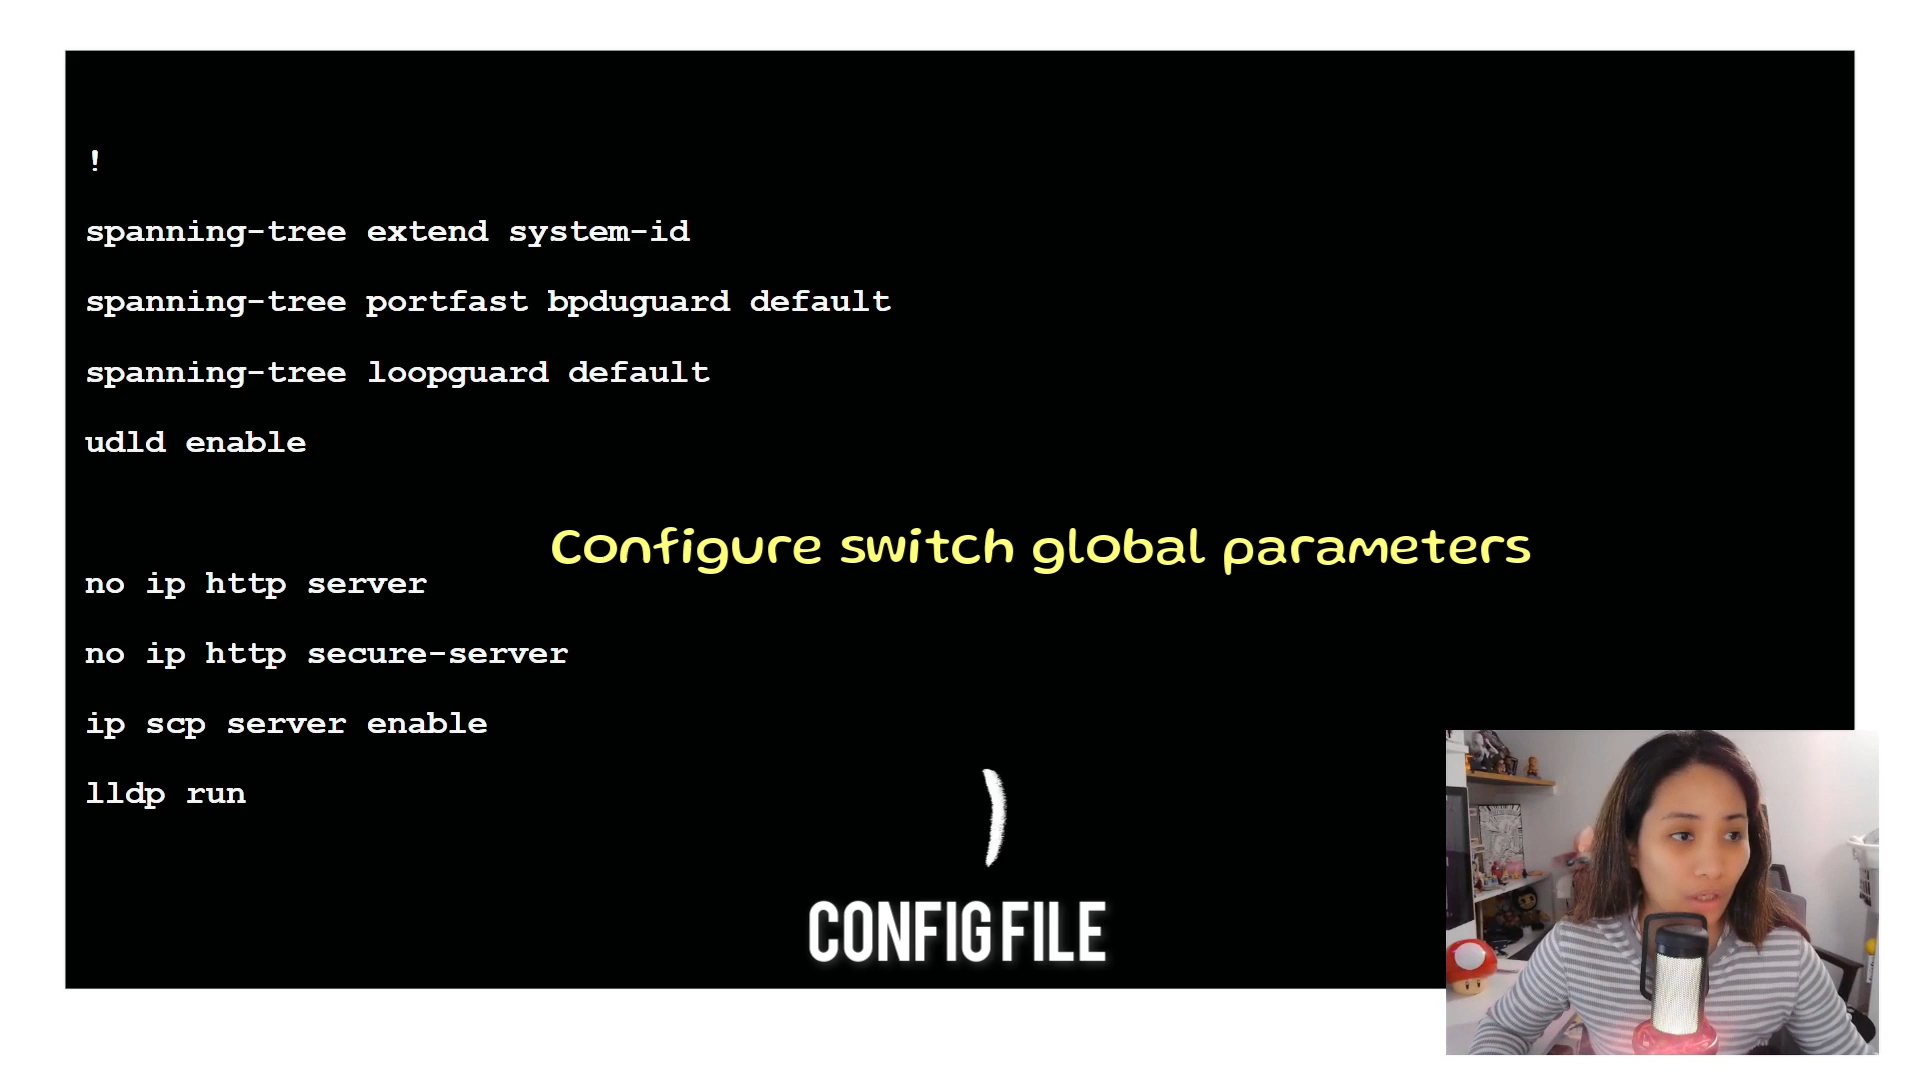 !
spanning-tree extend system-id
spanning-tree portfast bpduguard default
spanning-tree loopguard default
udld enable
Configure switch global parameters
no ip http server
no ip http secure-server
ip scp server enable
lldp run
)
CONFIG FILE